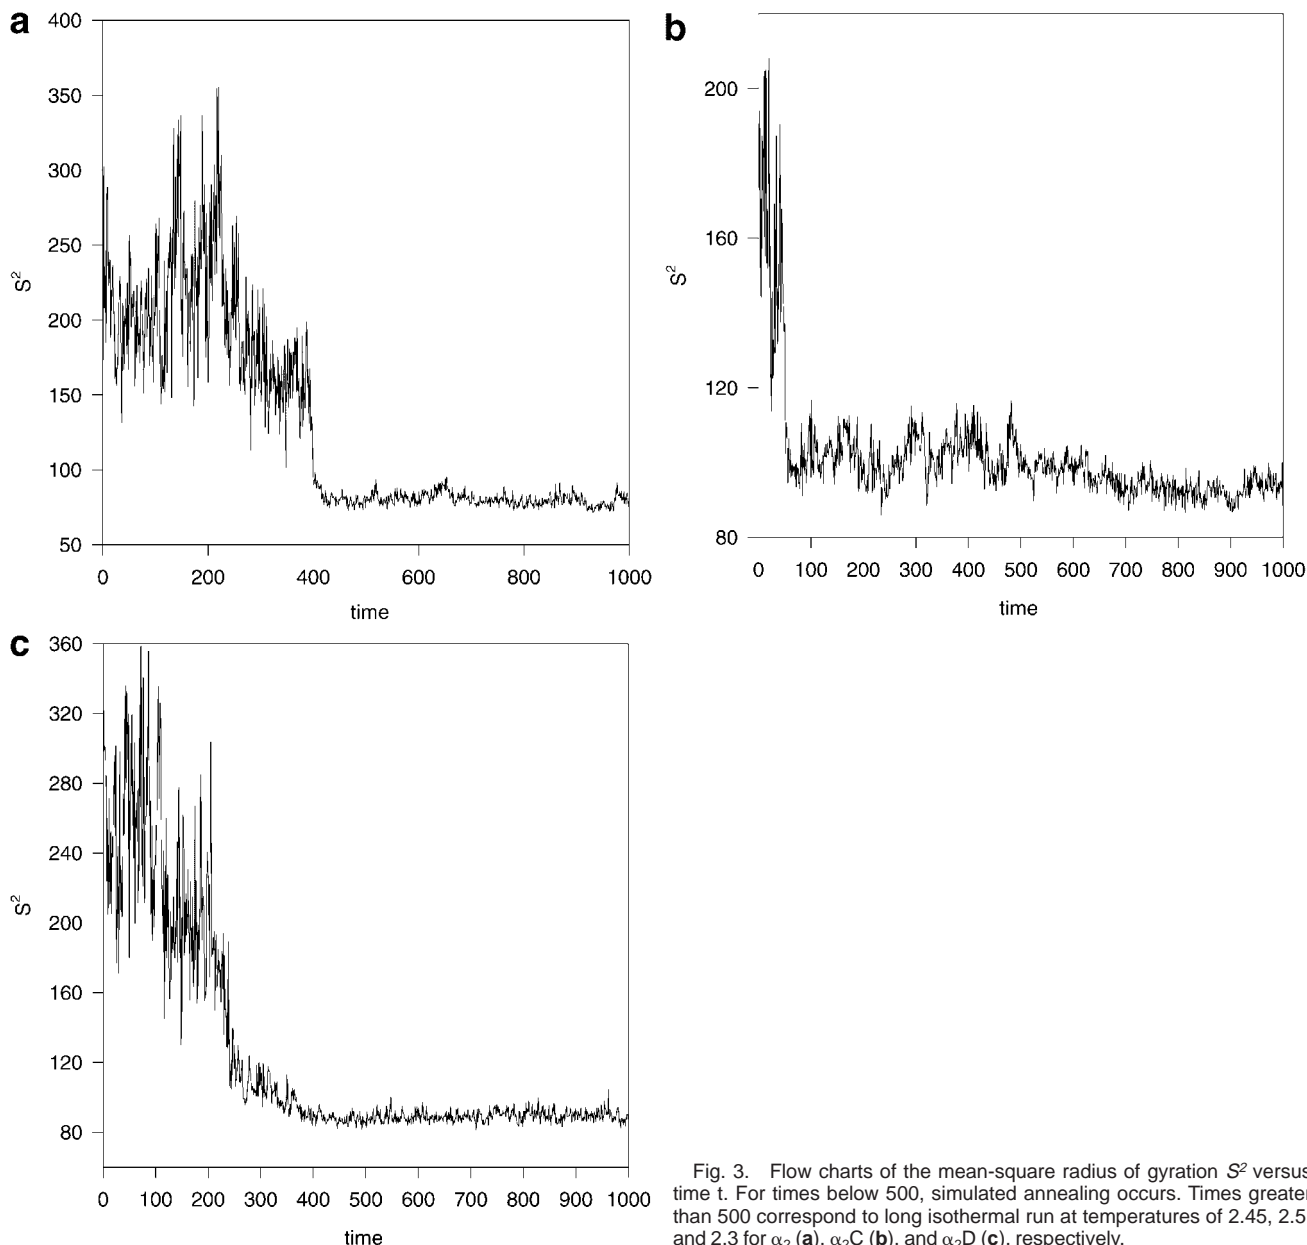 a
400
350
300
250
200
150
100
50
S²
0 200 400 600 800 1000
time
b
200
160
120
80
S²
0 100 200 300 400 500 600 700 800 900 1000
time
c
360
320
280
240
200
160
120
80
S²
0 100 200 300 400 500 600 700 800 900 1000
time
Fig. 3. Flow charts of the mean-square radius of gyration S² versus
time t. For times below 500, simulated annealing occurs. Times greater
than 500 correspond to long isothermal run at temperatures of 2.45, 2.5,
and 2.3 for α₂ (a), α₂C (b), and α₂D (c), respectively.